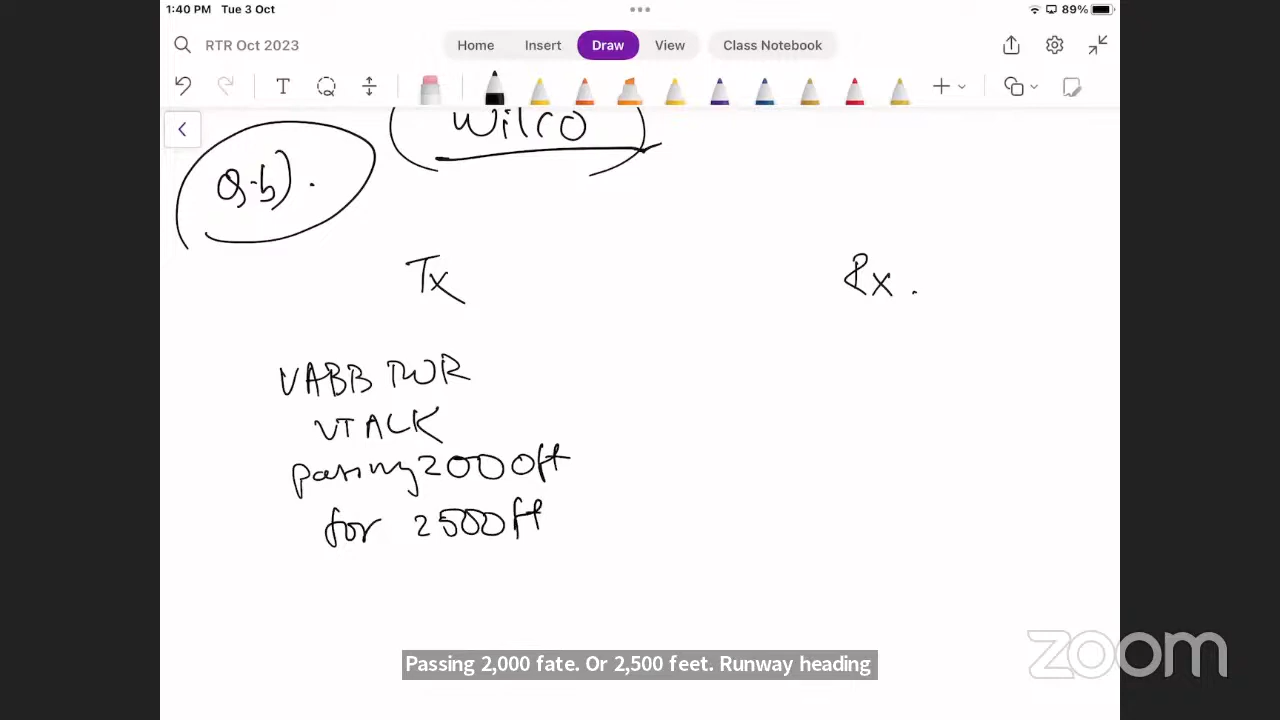 1:40 PM Tue 3 Oct
89%
RTR Oct 2023
Home Insert Draw View Class Notebook
T
Wilco
Q.b).
Tx Rx.
VABB TWR
VTALK
passing 2000ft
for 2500ft
Passing 2,000 fate. Or 2,500 feet. Runway heading
zoom